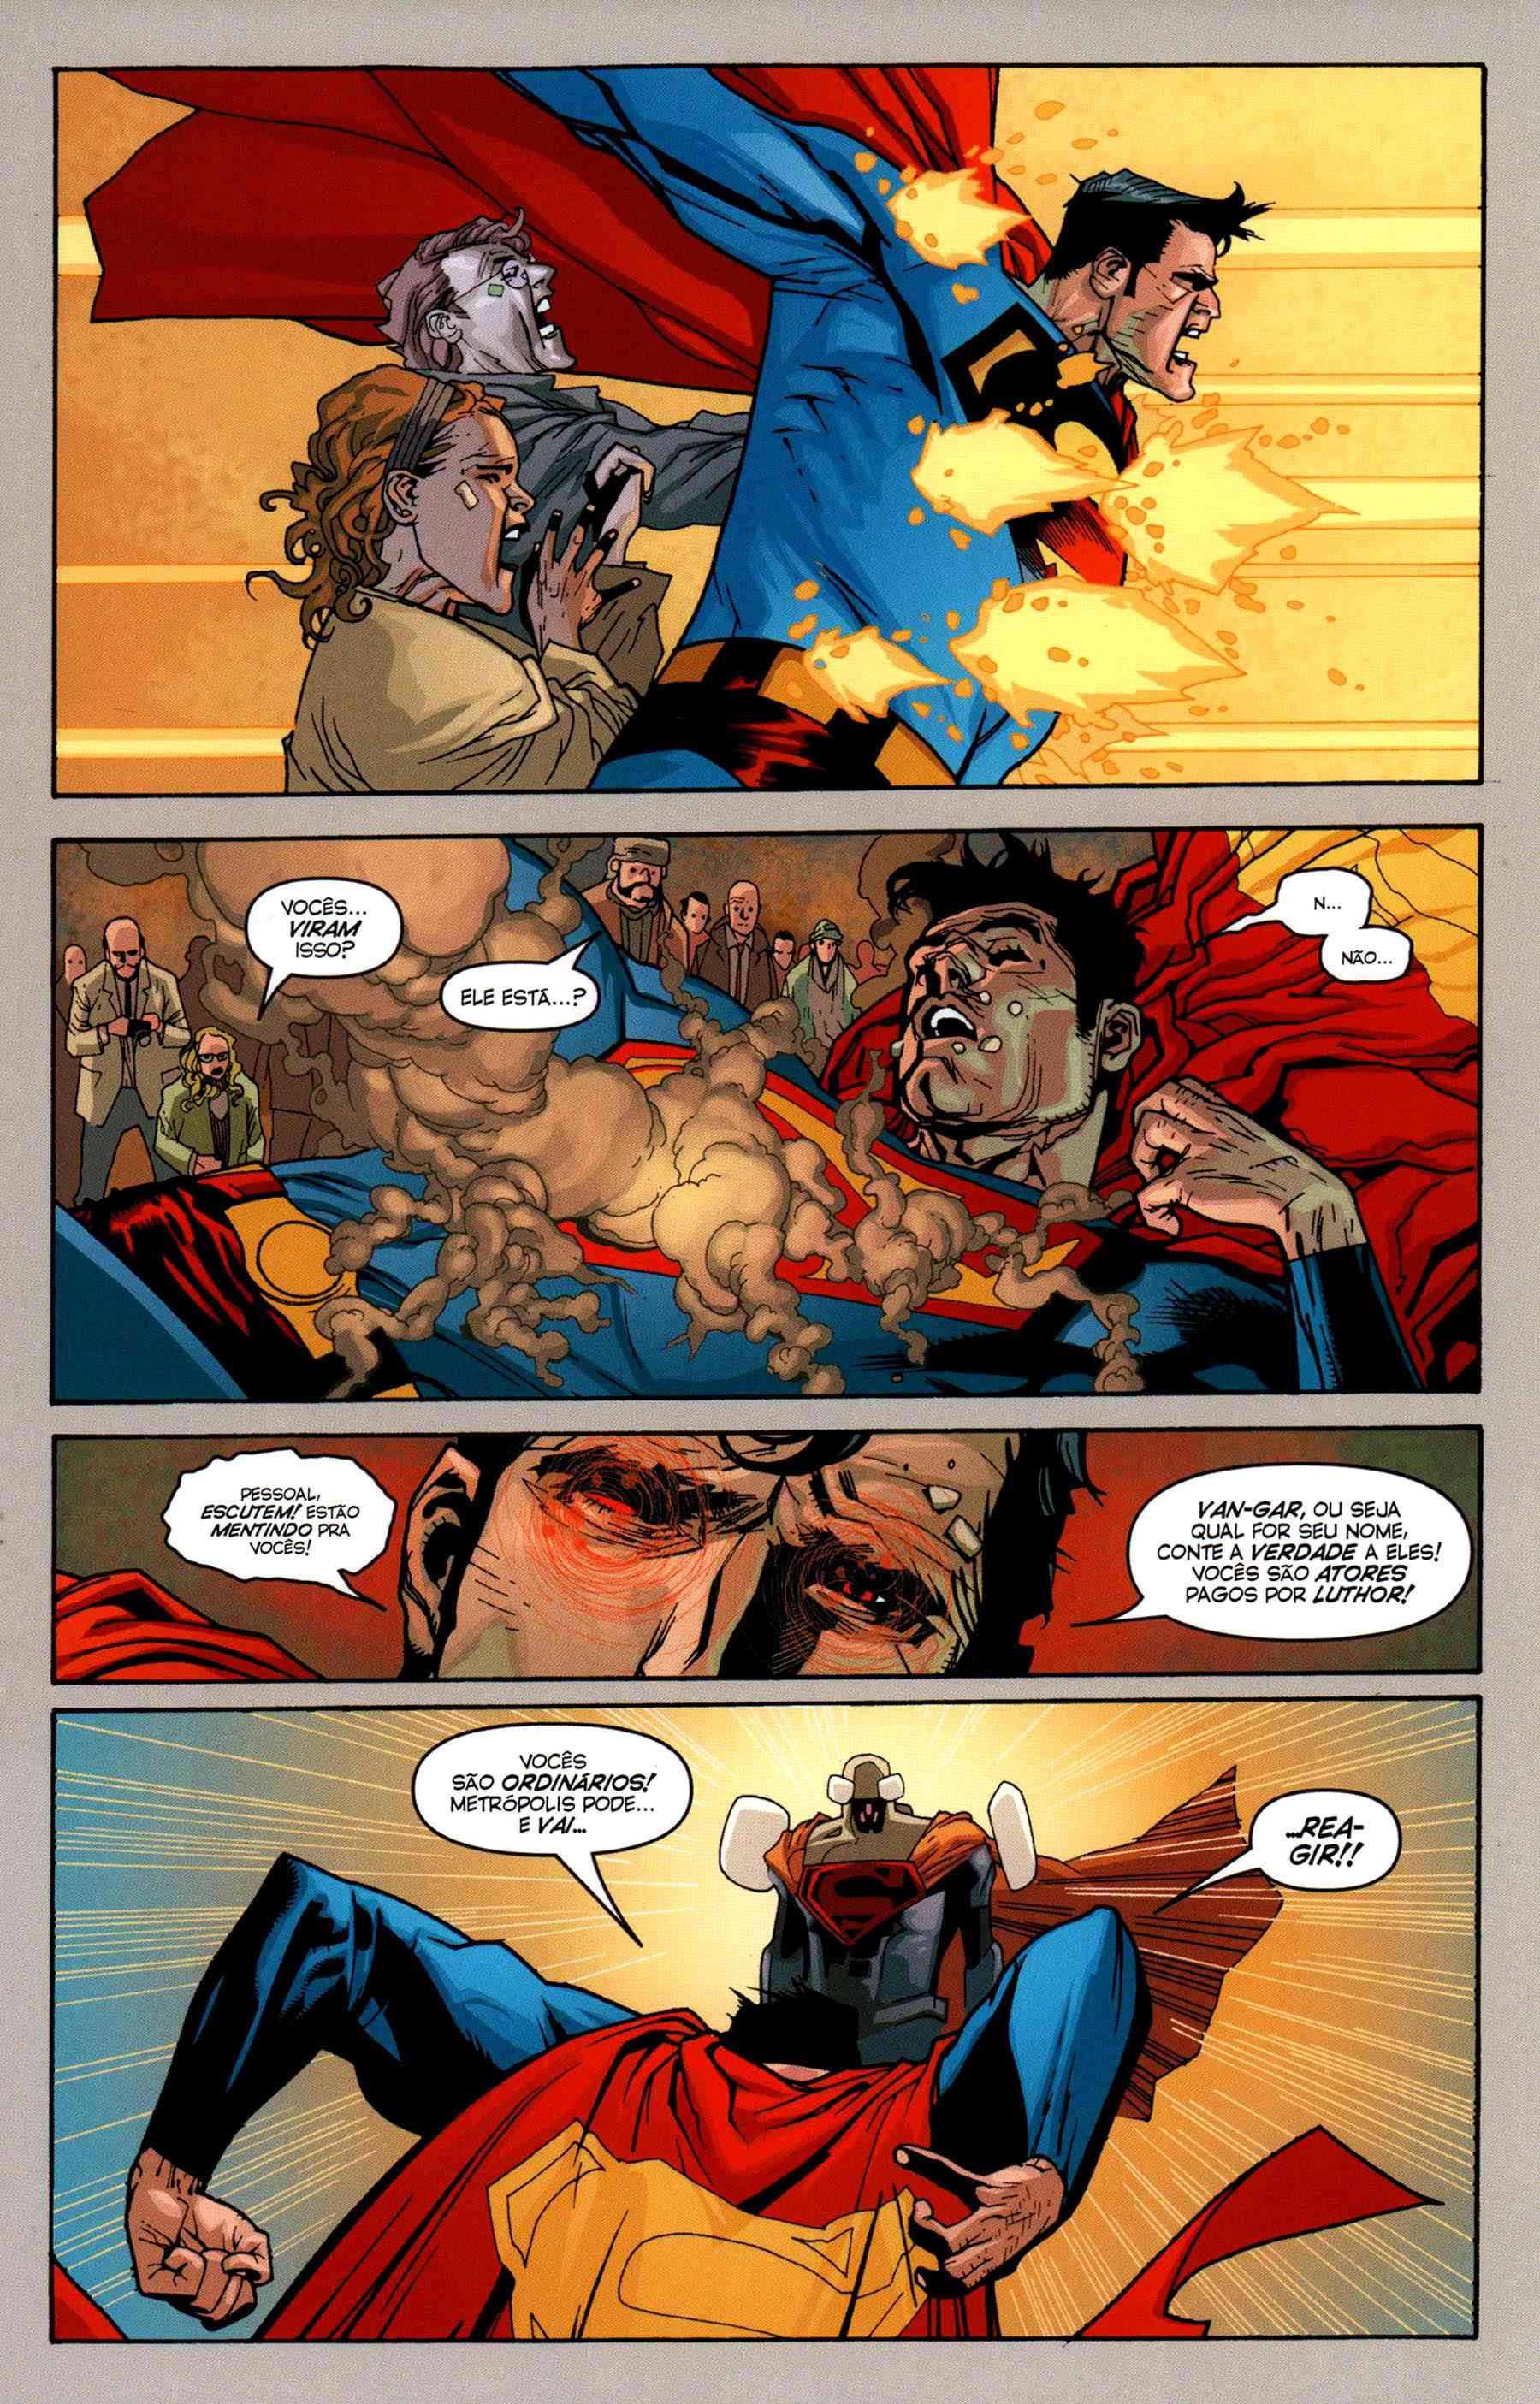 VOCÊS...
VIRAM
ISSO?
ELE ESTÁ...?
N...
NÃO...
PESSOAL,
ESCUTEM! ESTÃO
MENTINDO PRA
VOCÊS!
VAN-GAR, OU SEJA
QUAL FOR SEU NOME,
CONTE A VERDADE A ELES!
VOCÊS SÃO ATORES
PAGOS POR LUTHOR!
VOCÊS
SÃO ORDINÁRIOS!
METRÓPOLIS PODE...
E VAI...
...REA-
GIR!!